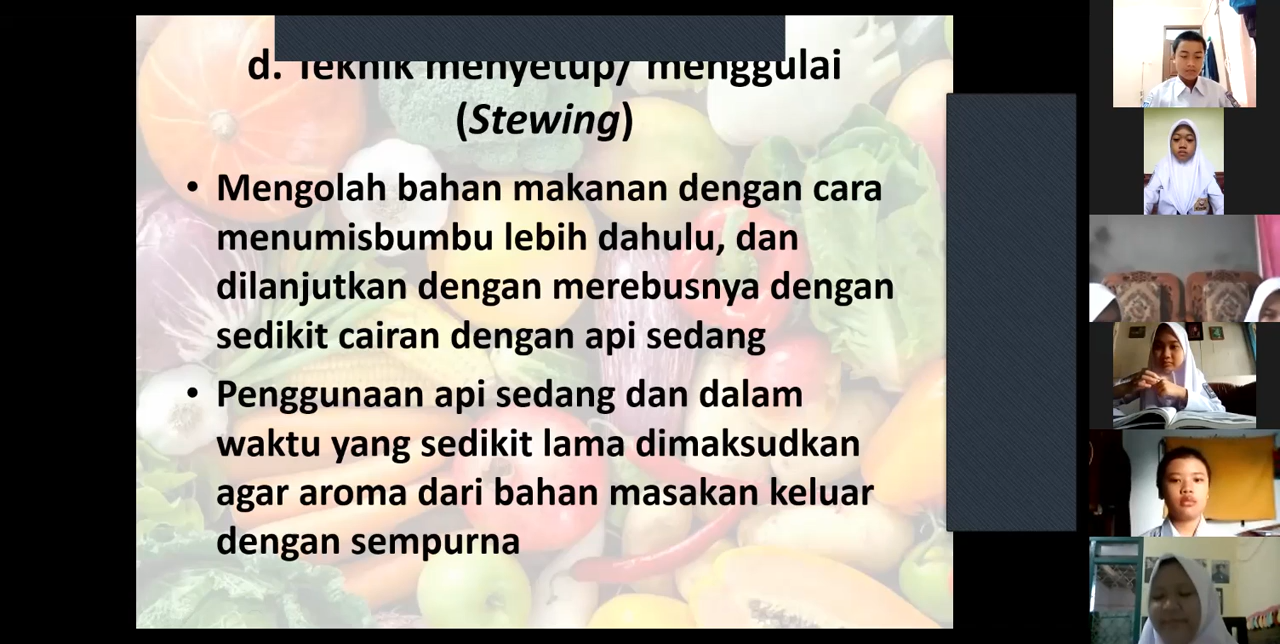 d. Teknik menyetup/ menggulai
(Stewing)
• Mengolah bahan makanan dengan cara
menumisbumbu lebih dahulu, dan
dilanjutkan dengan merebusnya dengan
sedikit cairan dengan api sedang
• Penggunaan api sedang dan dalam
waktu yang sedikit lama dimaksudkan
agar aroma dari bahan masakan keluar
dengan sempurna